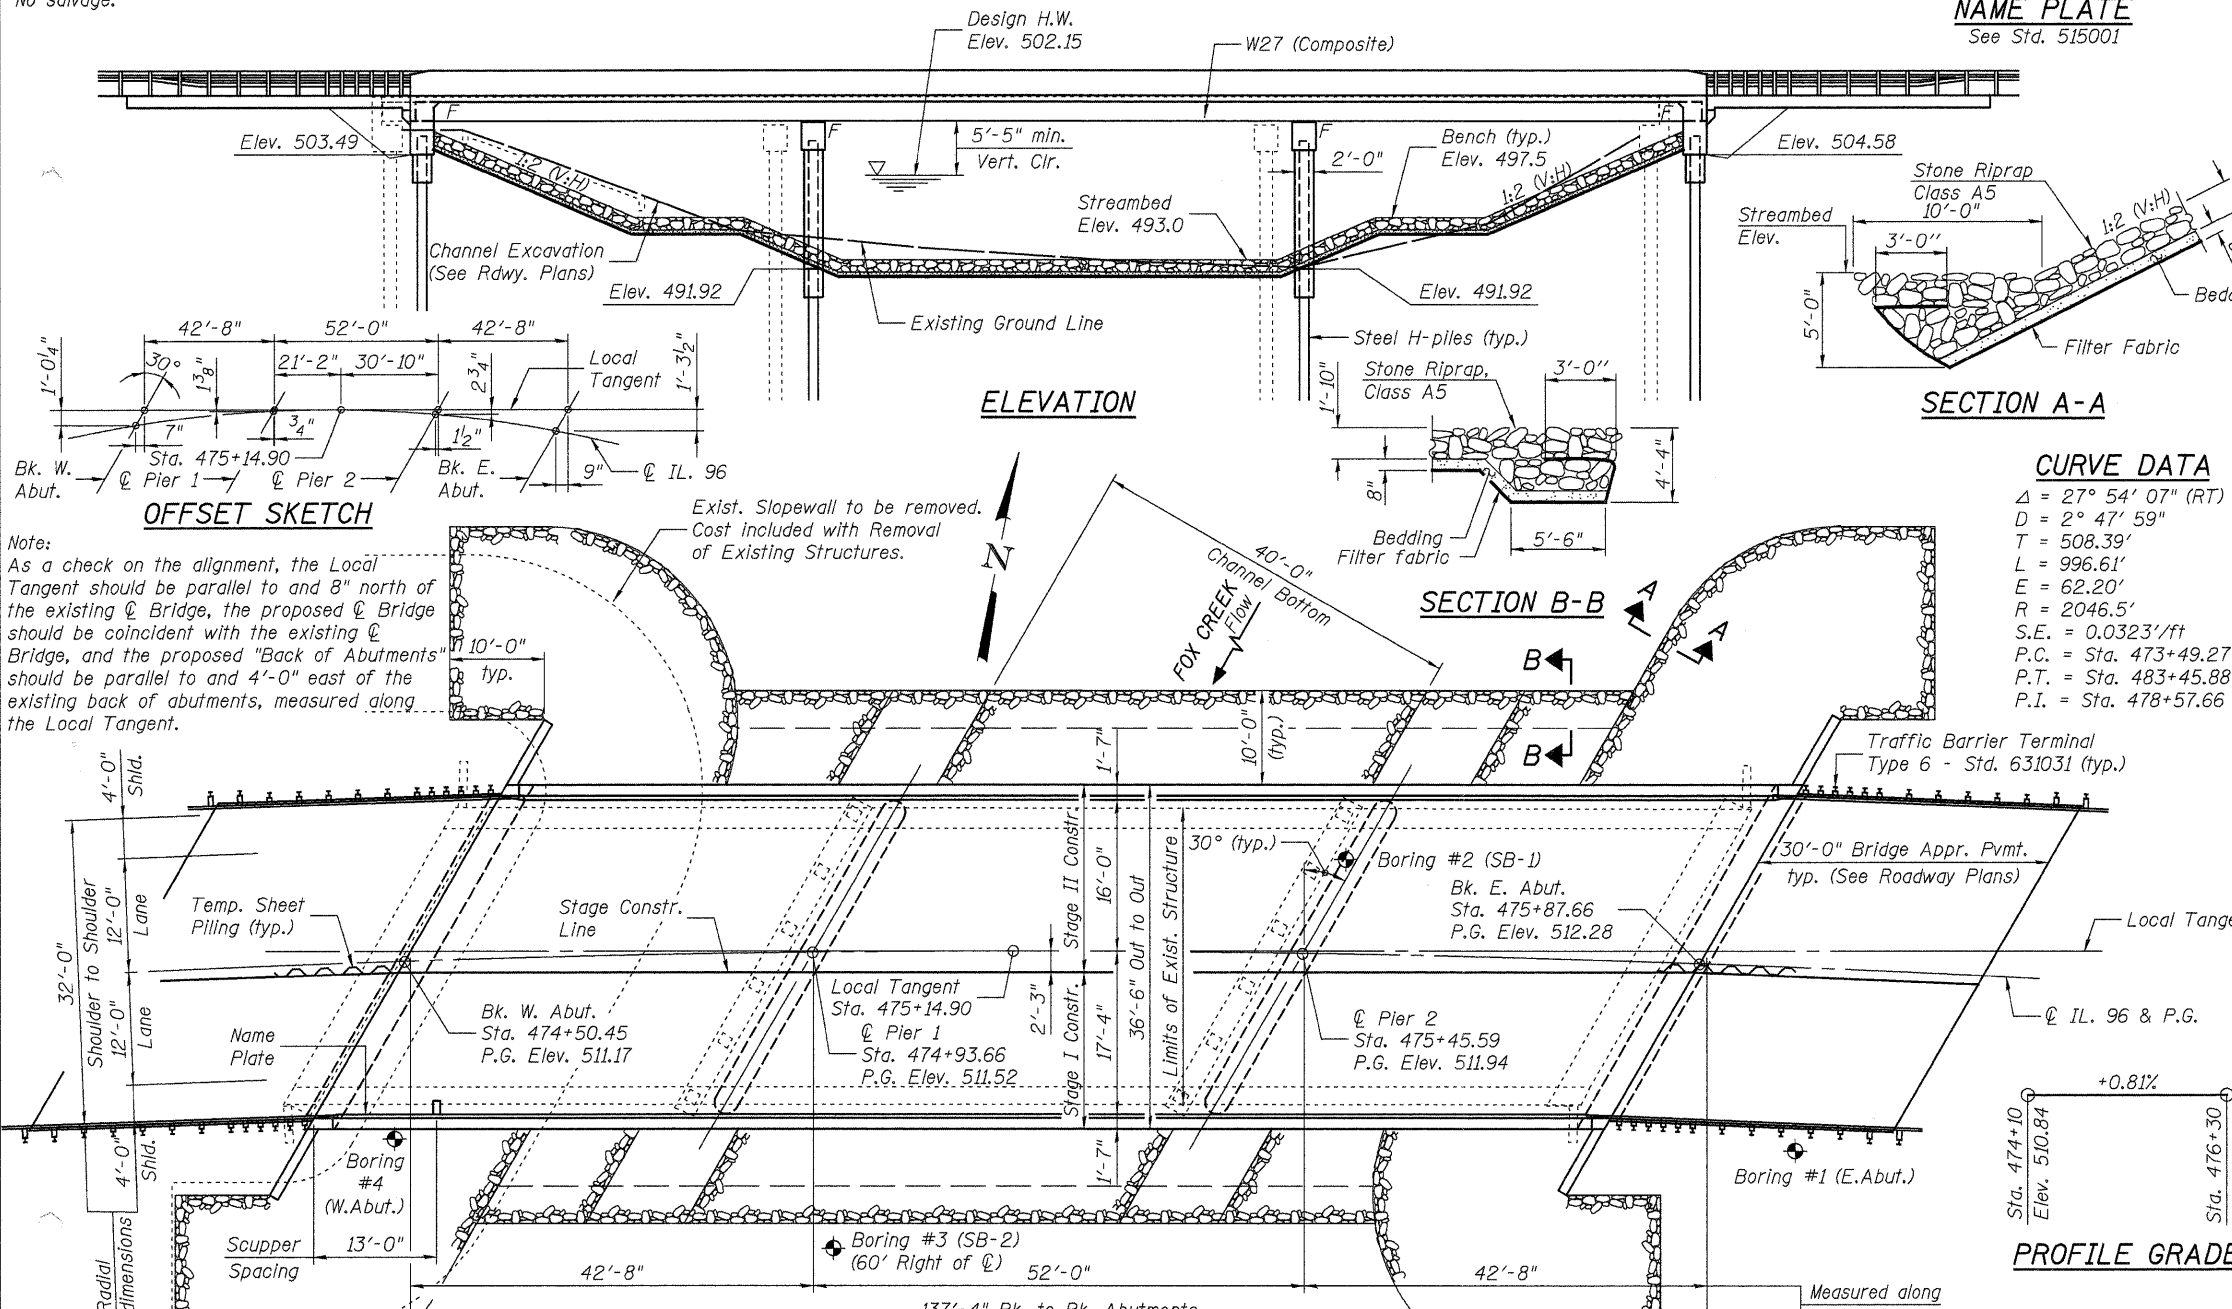 No salvage.
NAME PLATE
See Std. 515001
Design H.W.
Elev. 502.15
W27 (Composite)
F
F
F
F
Elev. 503.49
1:2 (V:H)
5'-5" min.
Vert. Clr.
Bench (typ.)
Elev. 497.5
2'-0"
1:2 (V:H)
Elev. 504.58
Streambed
Elev. 493.0
Channel Excavation
(See Rdwy. Plans)
Elev. 491.92
Elev. 491.92
Existing Ground Line
Steel H-piles (typ.)
ELEVATION
Stone Riprap
Class A5
10'-0"
Streambed
Elev.
3'-0"
1:2 (V:H)
5'-0"
Filter Fabric
SECTION A-A
42'-8"
52'-0"
42'-8"
21'-2"
30'-10"
Local
Tangent
30°
1'-0¼"
1⅜"
2¾"
1'-3½"
7"
¾"
1½"
9"
Sta. 475+14.90
Bk. W.
Abut.
℄ Pier 1
℄ Pier 2
Bk. E.
Abut.
℄ IL. 96
OFFSET SKETCH
Stone Riprap,
Class A5
3'-0"
1'-10"
8"
4'-4"
Bedding
Filter fabric
5'-6"
SECTION B-B
CURVE DATA
Δ = 27° 54' 07" (RT)
D = 2° 47' 59"
T = 508.39'
L = 996.61'
E = 62.20'
R = 2046.5'
S.E. = 0.0323'/ft
P.C. = Sta. 473+49.27
P.T. = Sta. 483+45.88
P.I. = Sta. 478+57.66
Note:
As a check on the alignment, the Local
Tangent should be parallel to and 8" north of
the existing ℄ Bridge, the proposed ℄ Bridge
should be coincident with the existing ℄
Bridge, and the proposed "Back of Abutments"
should be parallel to and 4'-0" east of the
existing back of abutments, measured along
the Local Tangent.
Exist. Slopewall to be removed.
Cost included with Removal
of Existing Structures.
N
40'-0"
Channel Bottom
FOX CREEK
Flow
A
A
B
B
10'-0"
typ.
1'-7"
10'-0"
(typ.)
Traffic Barrier Terminal
Type 6 - Std. 631031 (typ.)
4'-0"
Shld.
32'-0"
Shoulder to Shoulder
12'-0"
Lane
12'-0"
Lane
4'-0"
Shld.
Radial
dimensions
Temp. Sheet
Piling (typ.)
Stage Constr.
Line
Stage II Constr.
16'-0"
36'-6" Out to Out
Limits of Exist. Structure
30° (typ.)
Boring #2 (SB-1)
Bk. E. Abut.
Sta. 475+87.66
P.G. Elev. 512.28
30'-0" Bridge Appr. Pvmt.
typ. (See Roadway Plans)
Bk. W. Abut.
Sta. 474+50.45
P.G. Elev. 511.17
Local Tangent
Sta. 475+14.90
℄ Pier 1
Sta. 474+93.66
P.G. Elev. 511.52
2'-3"
Stage I Constr.
17'-4"
1'-7"
℄ Pier 2
Sta. 475+45.59
P.G. Elev. 511.94
℄ IL. 96 & P.G.
Name
Plate
Boring
#4
(W.Abut.)
Boring #1 (E.Abut.)
Scupper
Spacing
13'-0"
Boring #3 (SB-2)
(60' Right of ℄)
42'-8"
52'-0"
42'-8"
Measured along
+0.81%
Sta. 474+10
Elev. 510.84
Sta. 476+30
PROFILE GRADE
137'-4" Bk. to Bk. Abutments